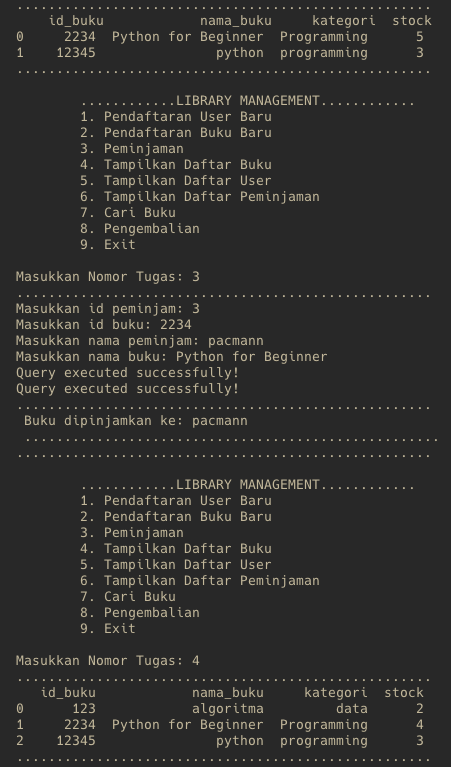 ....................................................
    id_buku            nama_buku     kategori  stock
0     2234  Python for Beginner  Programming      5
1    12345               python  programming      3
....................................................
............LIBRARY MANAGEMENT............
1. Pendaftaran User Baru
2. Pendaftaran Buku Baru
3. Peminjaman
4. Tampilkan Daftar Buku
5. Tampilkan Daftar User
6. Tampilkan Daftar Peminjaman
7. Cari Buku
8. Pengembalian
9. Exit
Masukkan Nomor Tugas: 3
....................................................
Masukkan id peminjam: 3
Masukkan id buku: 2234
Masukkan nama peminjam: pacmann
Masukkan nama buku: Python for Beginner
Query executed successfully!
Query executed successfully!
....................................................
Buku dipinjamkan ke: pacmann
....................................................
....................................................
............LIBRARY MANAGEMENT............
1. Pendaftaran User Baru
2. Pendaftaran Buku Baru
3. Peminjaman
4. Tampilkan Daftar Buku
5. Tampilkan Daftar User
6. Tampilkan Daftar Peminjaman
7. Cari Buku
8. Pengembalian
9. Exit
Masukkan Nomor Tugas: 4
....................................................
   id_buku            nama_buku     kategori  stock
0      123            algoritma         data      2
1     2234  Python for Beginner  Programming      4
2    12345               python  programming      3
....................................................